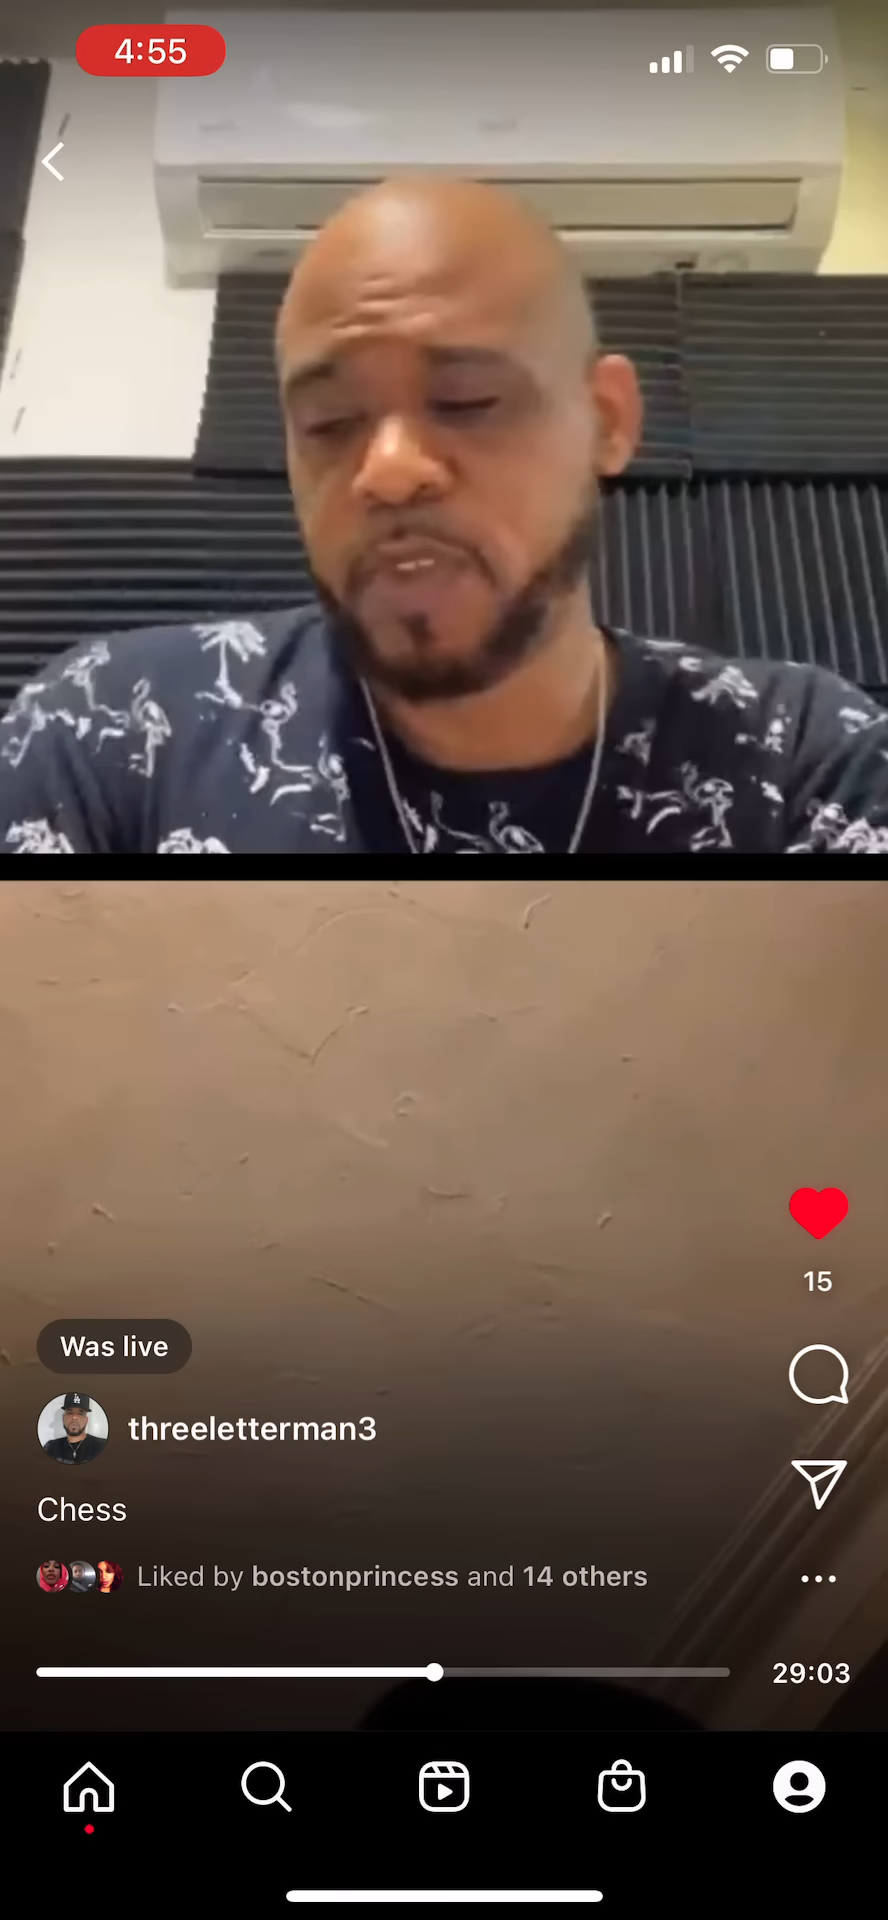 4:55
Was live
threeletterman3
Chess
Liked by bostonprincess and 14 others
15
29:03